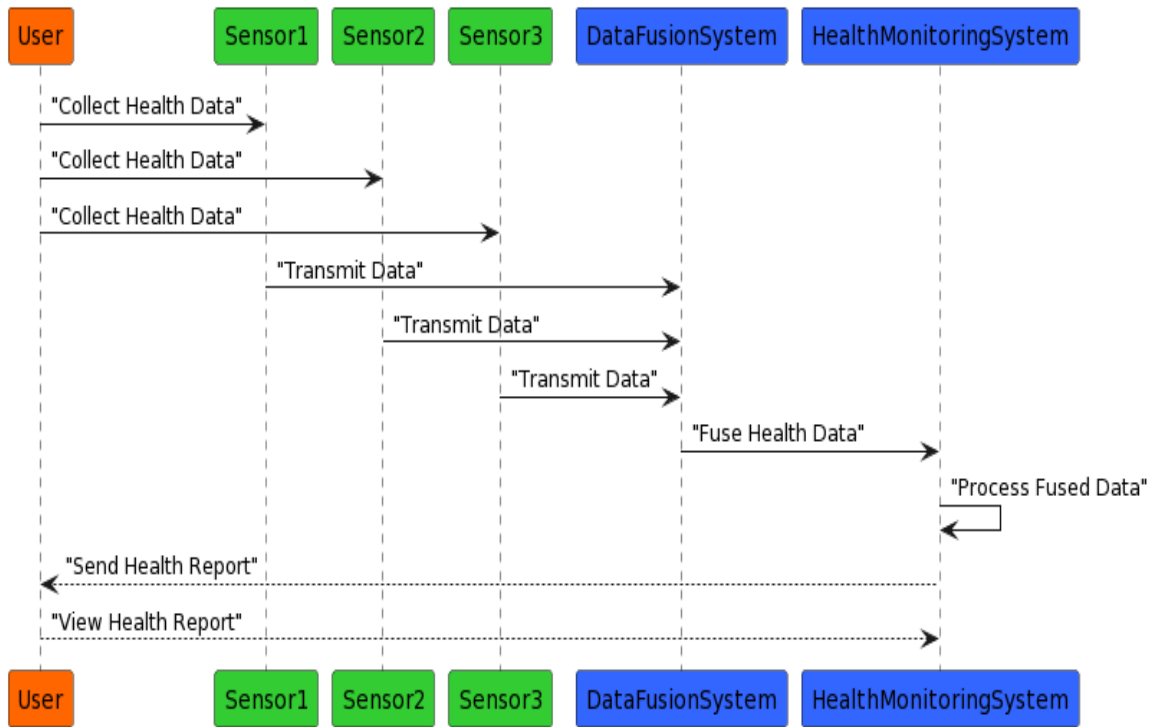 User Sensor1 Sensor2 Sensor3 DataFusionSystem HealthMonitoringSystem
"Collect Health Data"
"Collect Health Data"
"Collect Health Data"
"Transmit Data"
"Transmit Data"
"Transmit Data"
"Fuse Health Data"
"Process Fused Data"
"Send Health Report"
"View Health Report"
User Sensor1 Sensor2 Sensor3 DataFusionSystem HealthMonitoringSystem